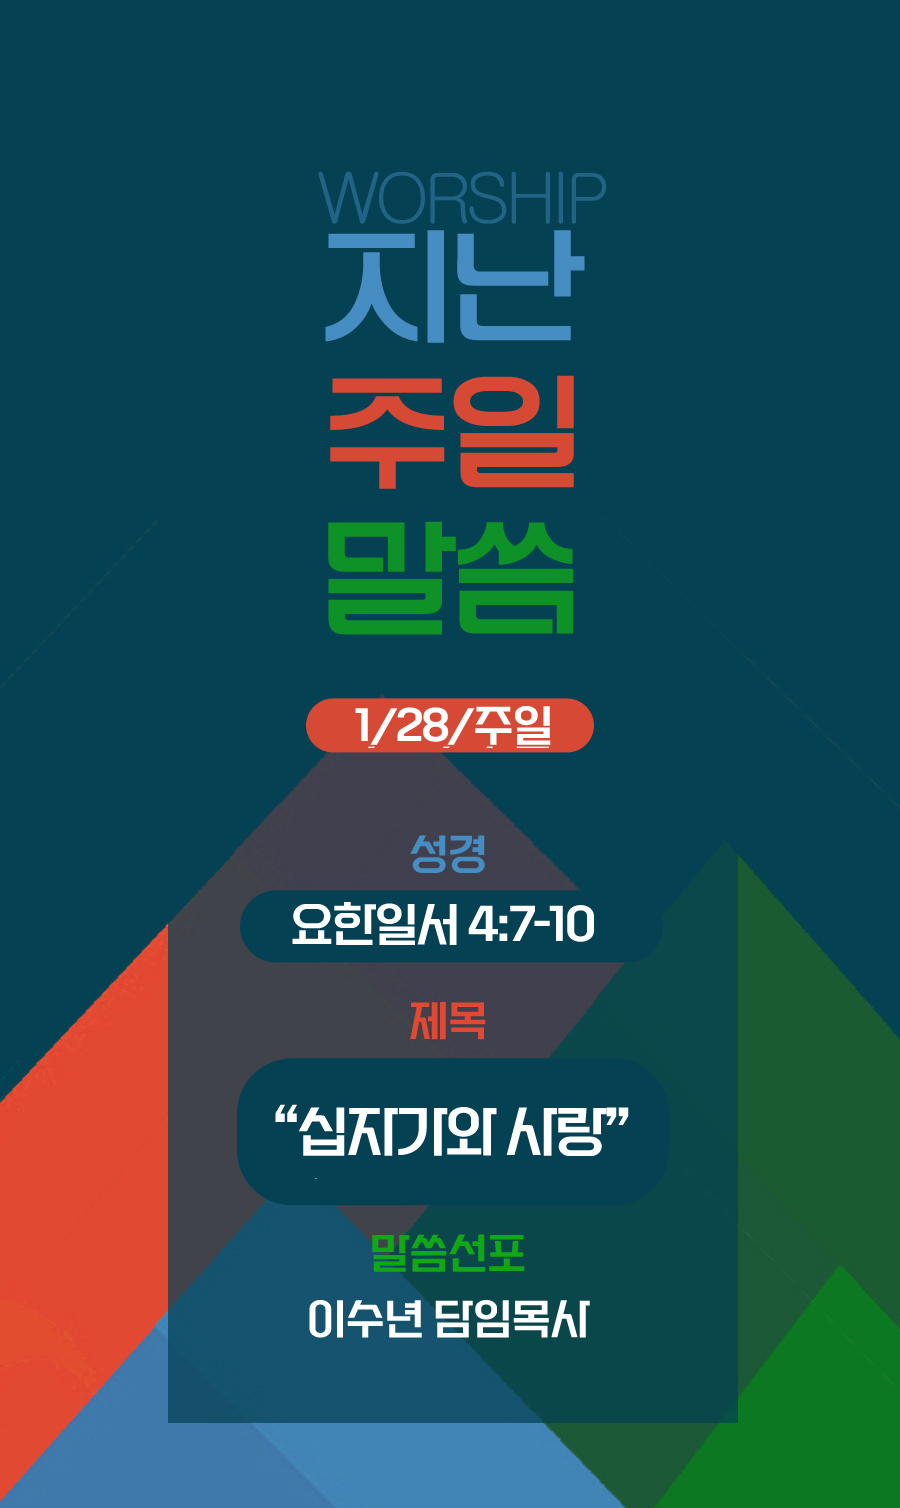 WORSHIP
지난
주일
말씀
1/28/주일
성경
요한일서 4:7-10
제목
“십자가와 사랑”
말씀선포
이수년 담임목사